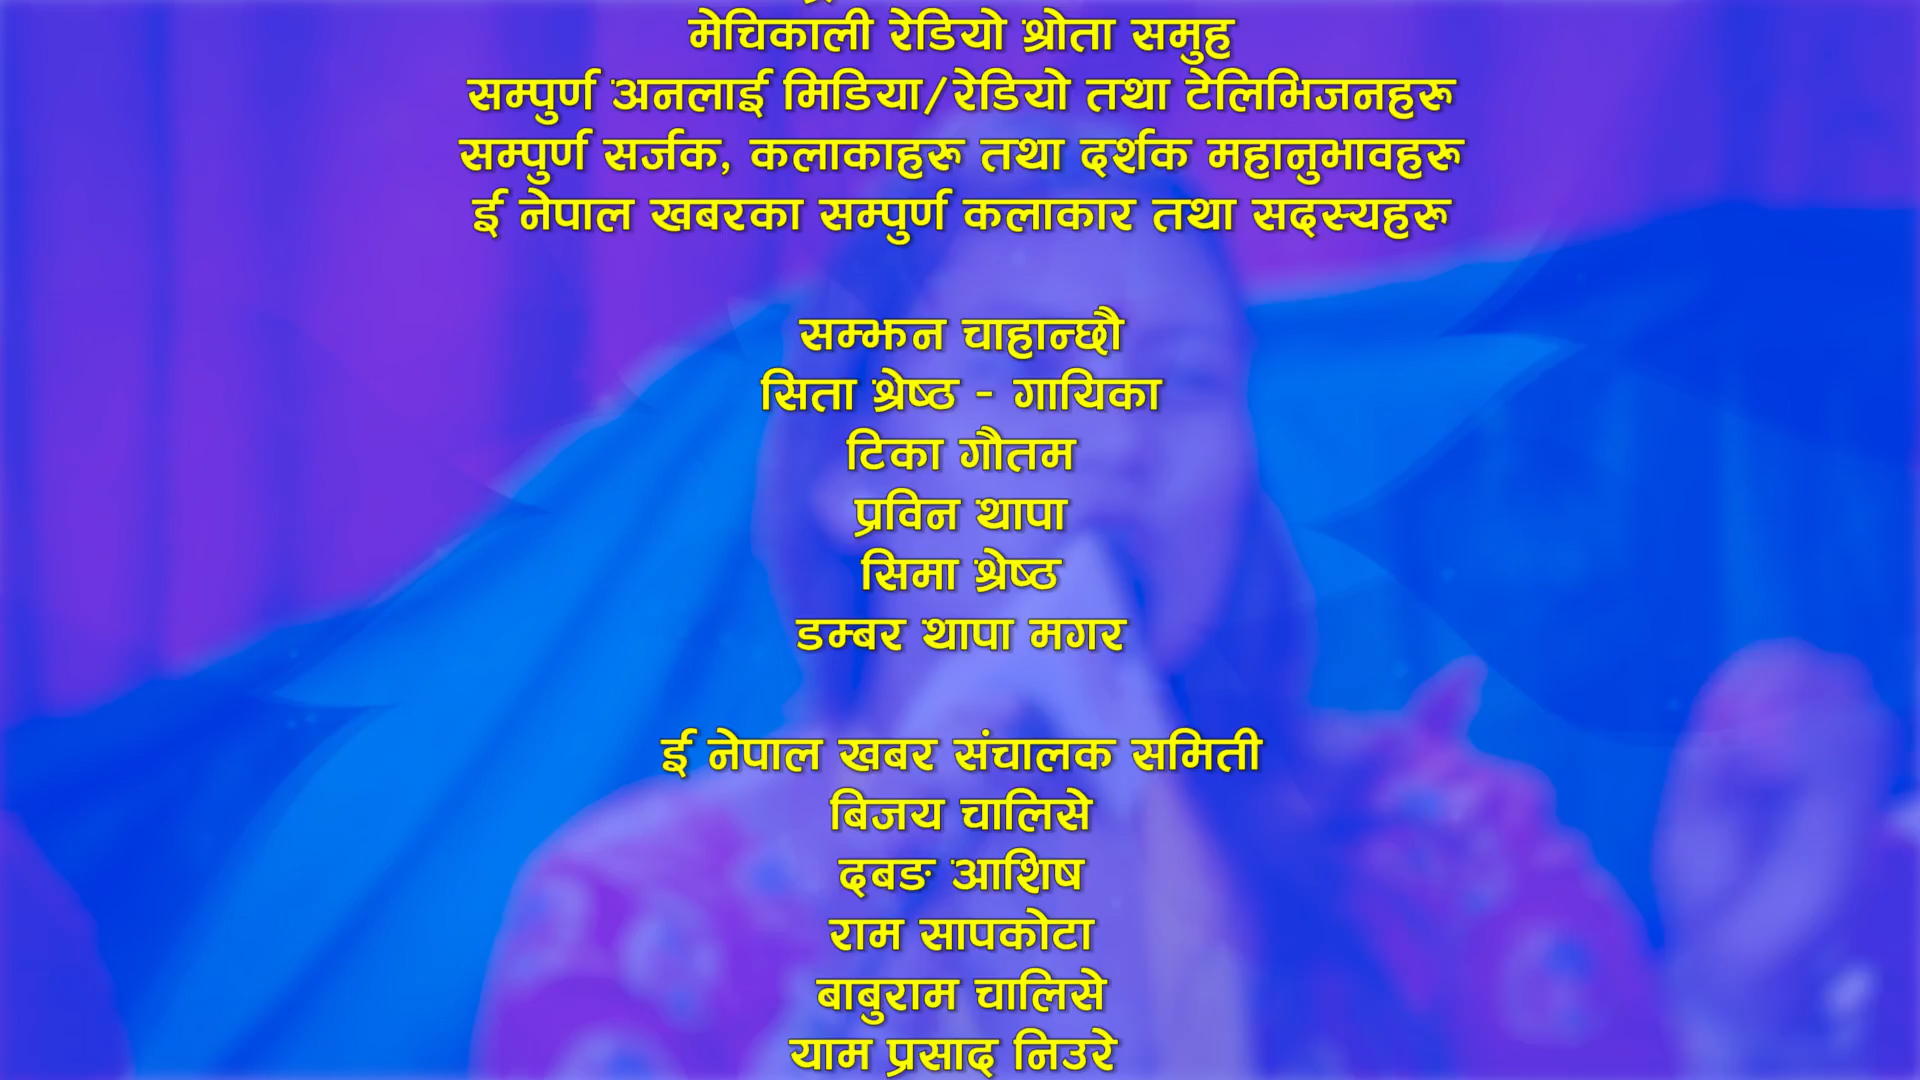 मेचिकाली रेडियो श्रोता समुह
सम्पुर्ण अनलाई मिडिया/रेडियो तथा टेलिभिजनहरू
सम्पुर्ण सर्जक, कलाकाहरू तथा दर्शक महानुभावहरू
ई नेपाल खबरका सम्पुर्ण कलाकार तथा सदस्यहरू
सम्झन चाहान्छौ
सिता श्रेष्ठ - गायिका
टिका गौतम
प्रविन थापा
सिमा श्रेष्ठ
डम्बर थापा मगर
ई नेपाल खबर संचालक समिती
बिजय चालिसे
दबङ आशिष
राम सापकोटा
बाबुराम चालिसे
याम प्रसाद निउरे